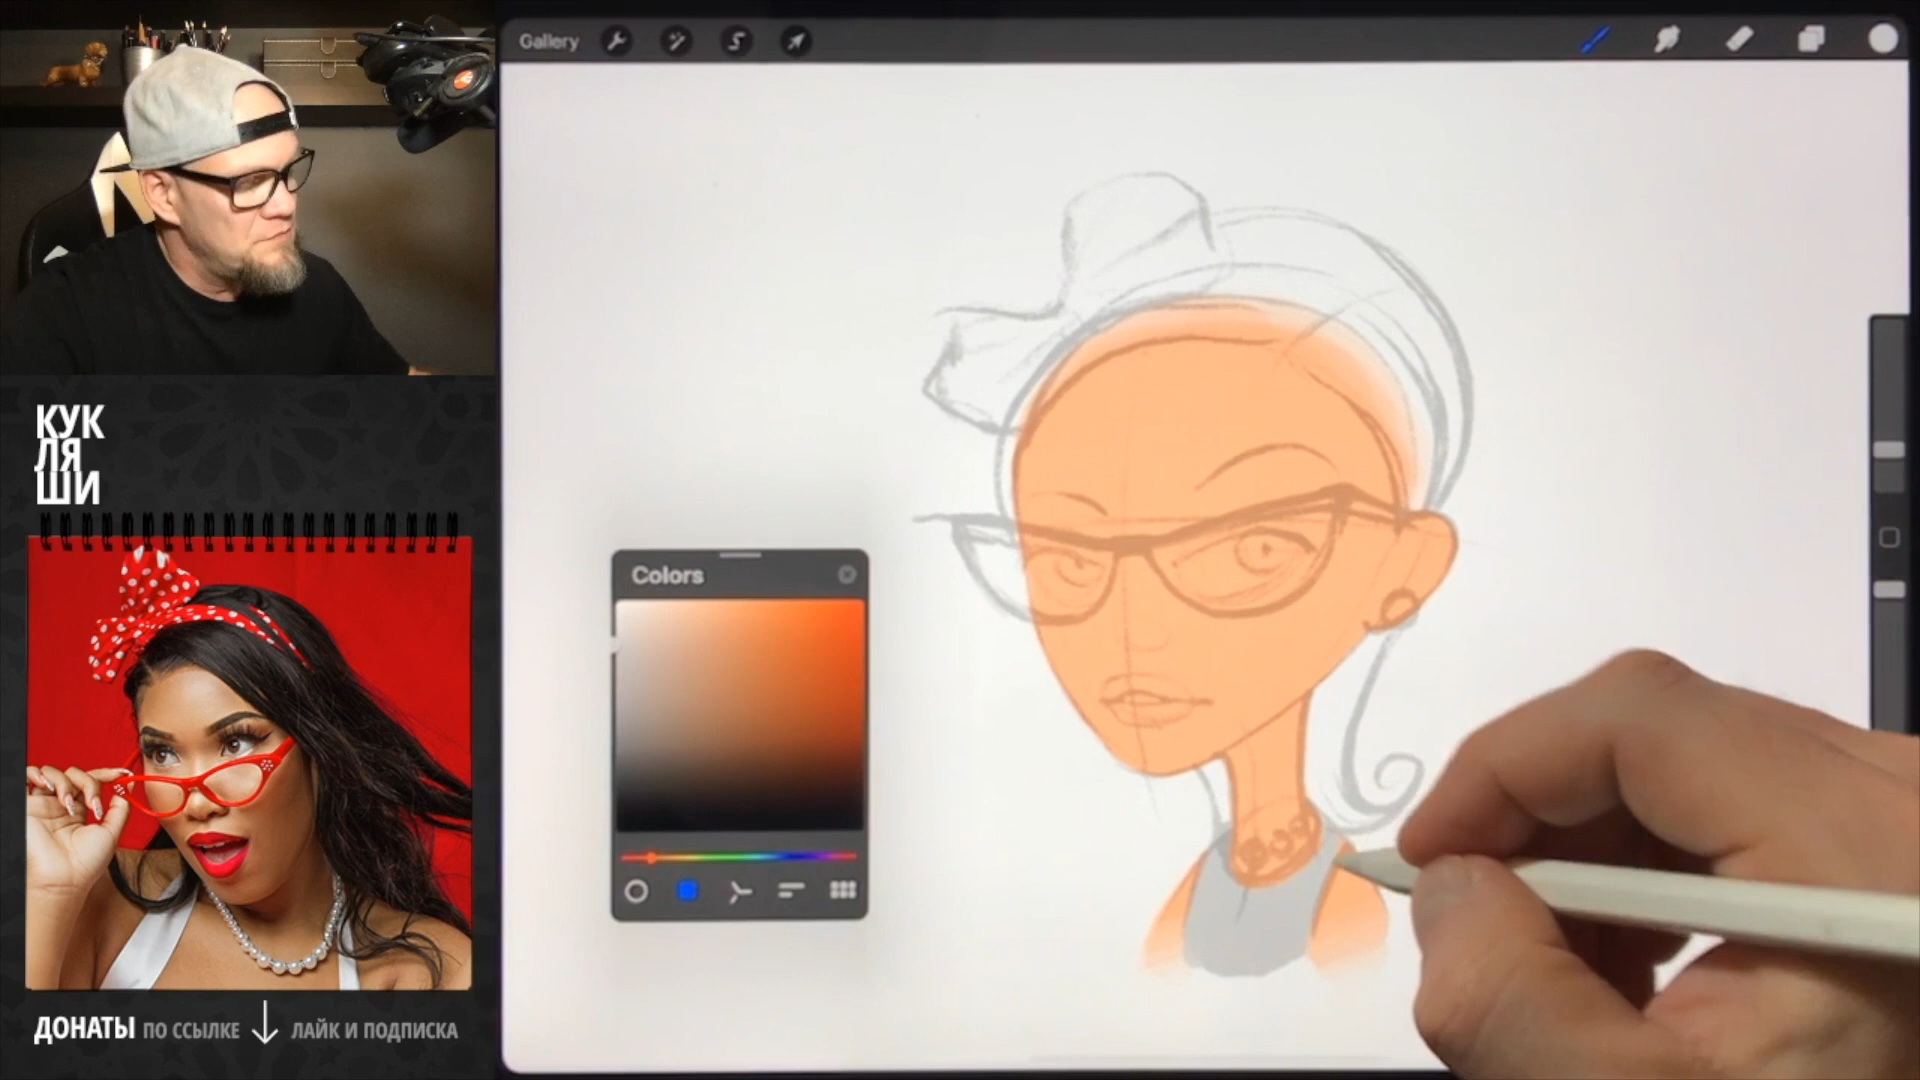 Gallery
КУК
ЛЯ
ШИ
Colors
ДОНАТЫ ПО ССЫЛКЕ ЛАЙК И ПОДПИСКА